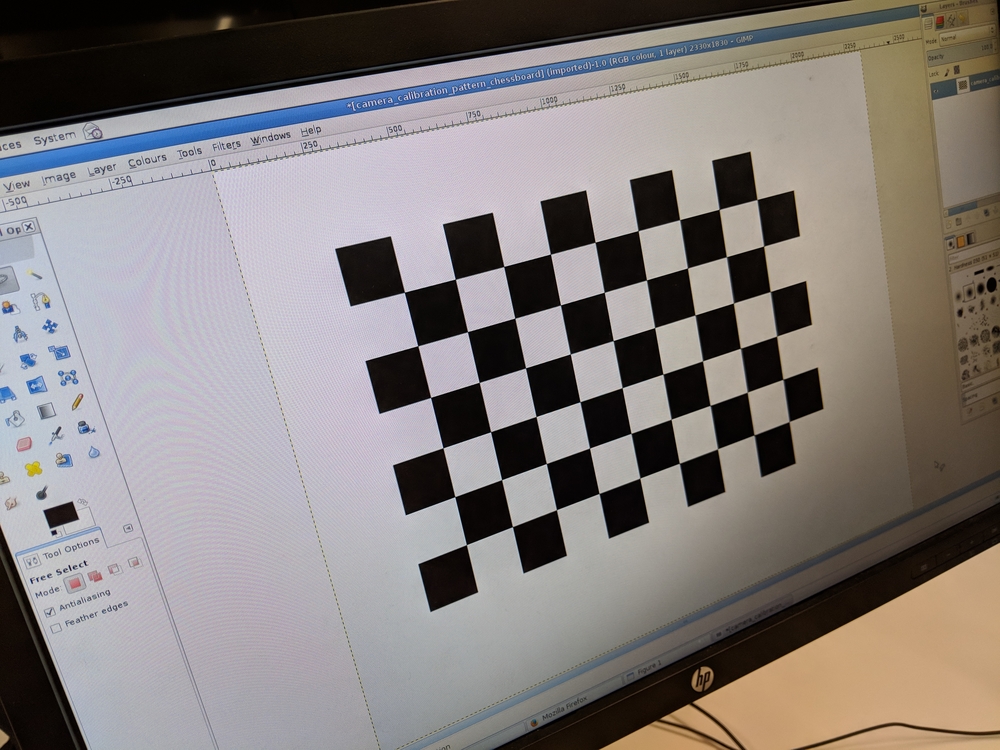 *[camera_calibration_pattern_chessboard] (imported)-1.0 (RGB colour, 1 layer) 2330x1830 – GIMP
System
View Image Layer Colours Tools Filters Windows Help
-500 -250 0 250 500 750 1000 1250 1500 1750 2000 2250 2500
Tool Options
Free Select
Mode
Antialiasing
Feather edges
Mode Normal
Opacity
Lock
Mozilla Firefox
Figure 1
hp